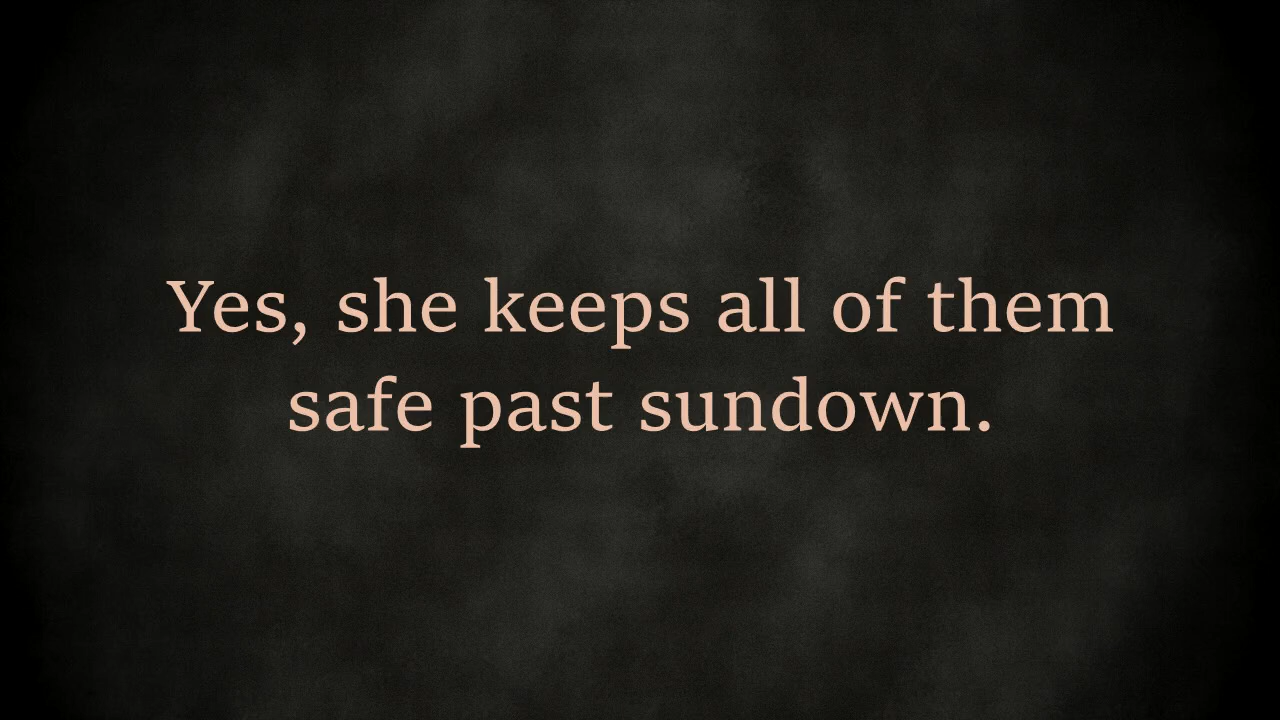 Yes, she keeps all of them
safe past sundown.